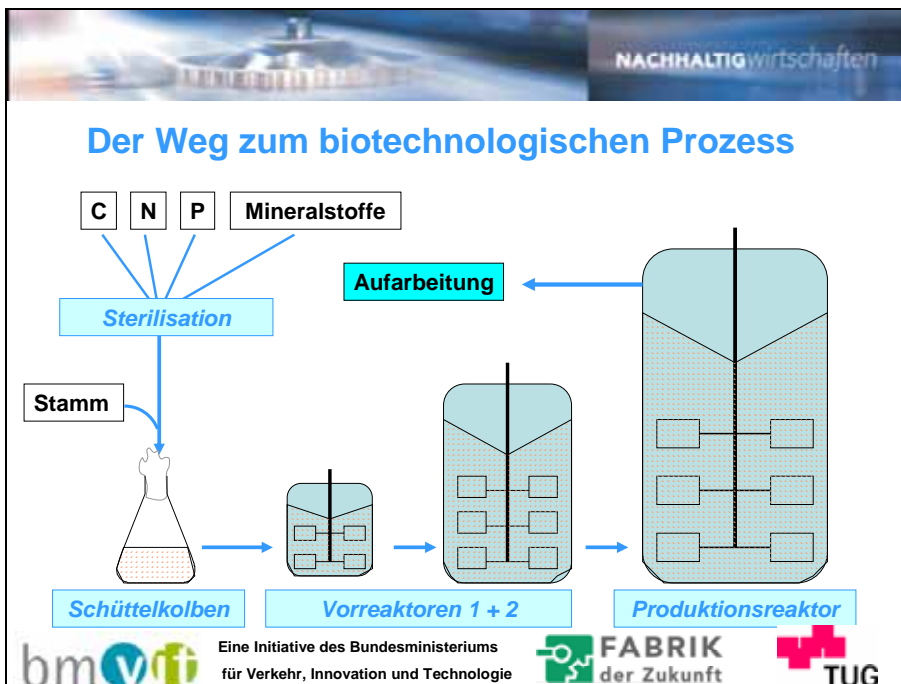 NACHHALTIGwirtschaften
Der Weg zum biotechnologischen Prozess
C N P Mineralstoffe
Aufarbeitung
Sterilisation
Stamm
Schüttelkolben Vorreaktoren 1 + 2 Produktionsreaktor
bmvit
Eine Initiative des Bundesministeriums
für Verkehr, Innovation und Technologie
FABRIK
der Zukunft
TUG